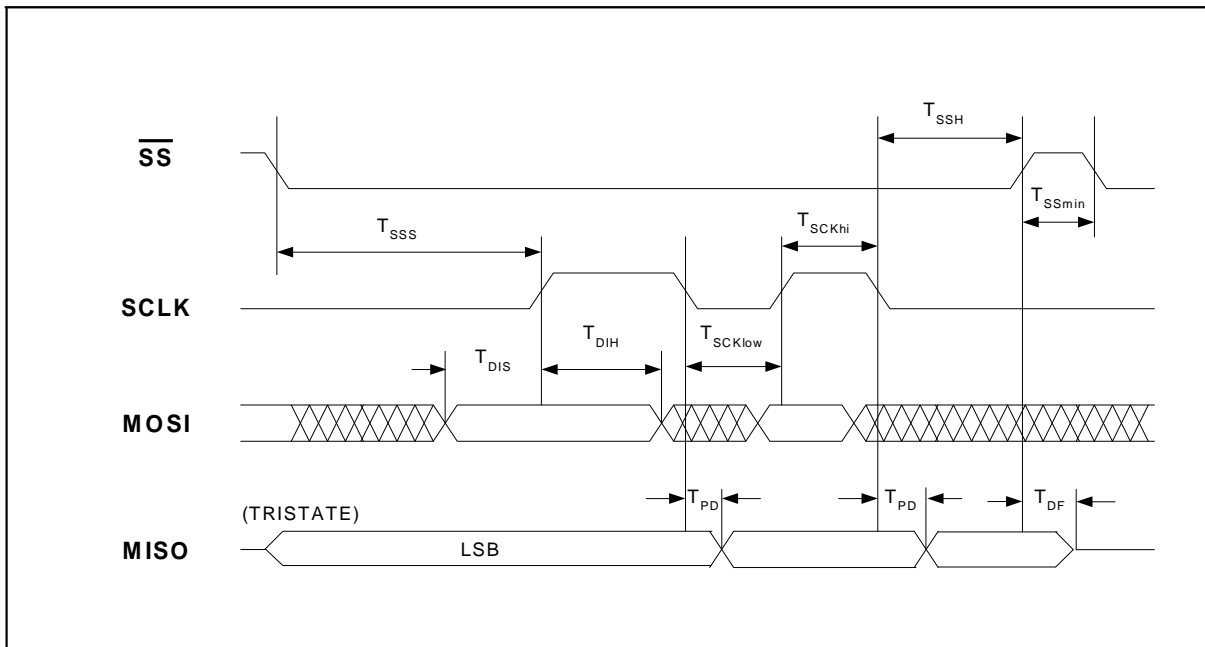 T_SSH
SS
T_SSmin
T_SSS
T_SCKhi
SCLK
T_DIH
T_SCKlow
T_DIS
MOSI
T_PD
T_PD
T_DF
(TRISTATE)
MISO
LSB